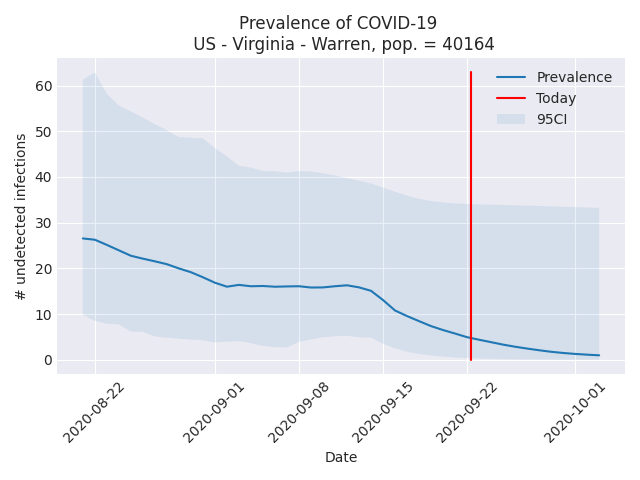 Prevalence of COVID-19
US - Virginia - Warren, pop. = 40164
Prevalence
Today
95CI
# undetected infections
60
50
40
30
20
10
0
2020-08-22
2020-09-01
2020-09-08
2020-09-15
2020-09-22
2020-10-01
Date